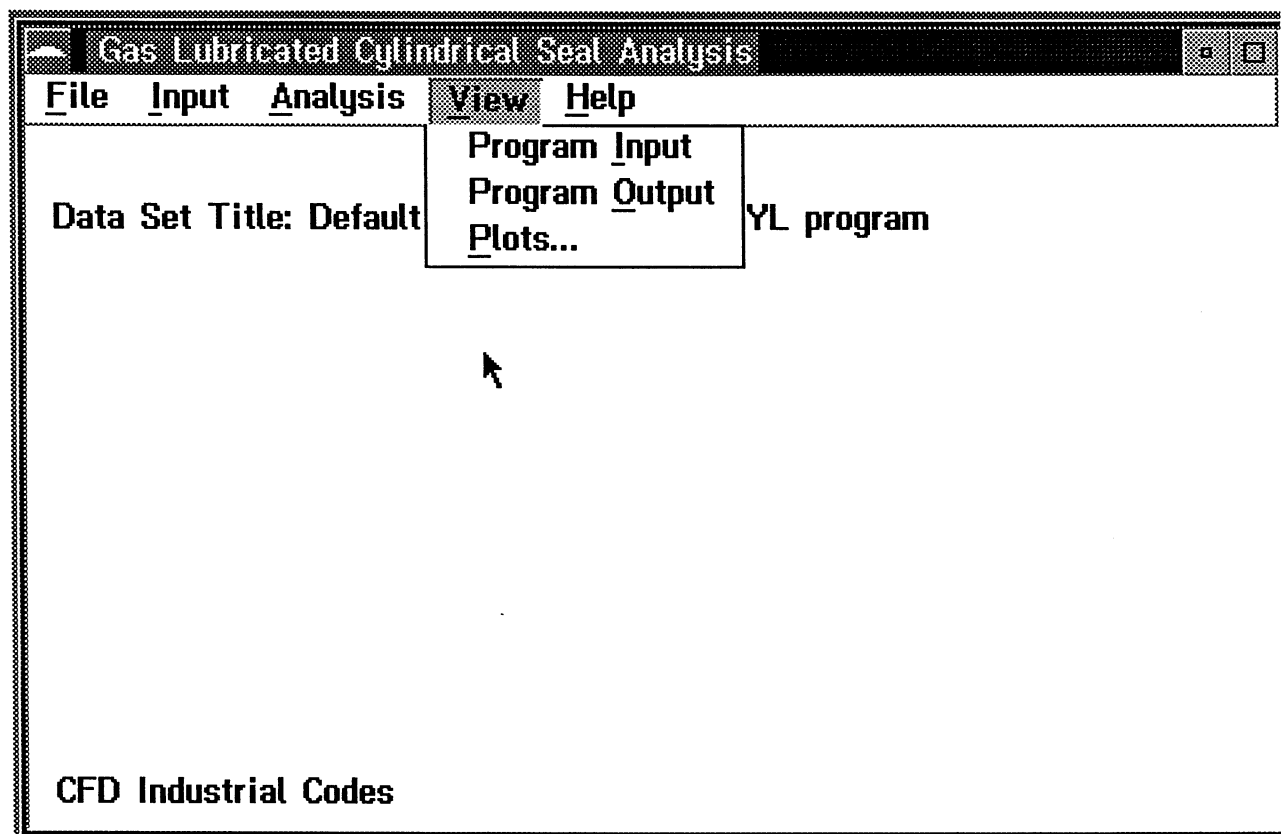 Gas Lubricated Cylindrical Seal Analysis
File Input Analysis View Help
Program Input
Program Output
Plots...
Data Set Title: Default YL program
CFD Industrial Codes